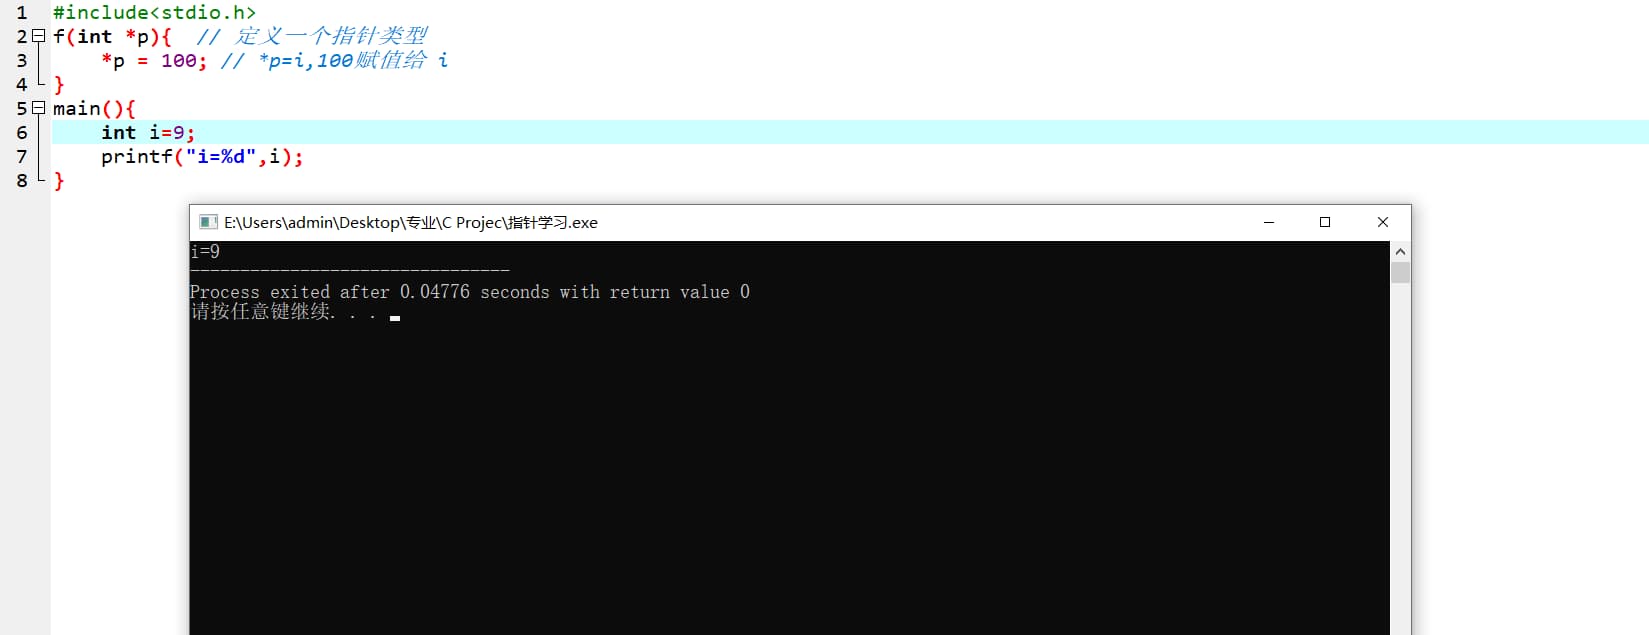 1 #include<stdio.h>
2 f(int *p){ // 定义一个指针类型
3 *p = 100; // *p=i,100赋值给 i
4 }
5 main(){
6 int i=9;
7 printf("i=%d",i);
8 }
E:\Users\admin\Desktop\专业\C Projec\指针学习.exe
i=9
--------------------------------
Process exited after 0.04776 seconds with return value 0
请按任意键继续. . .